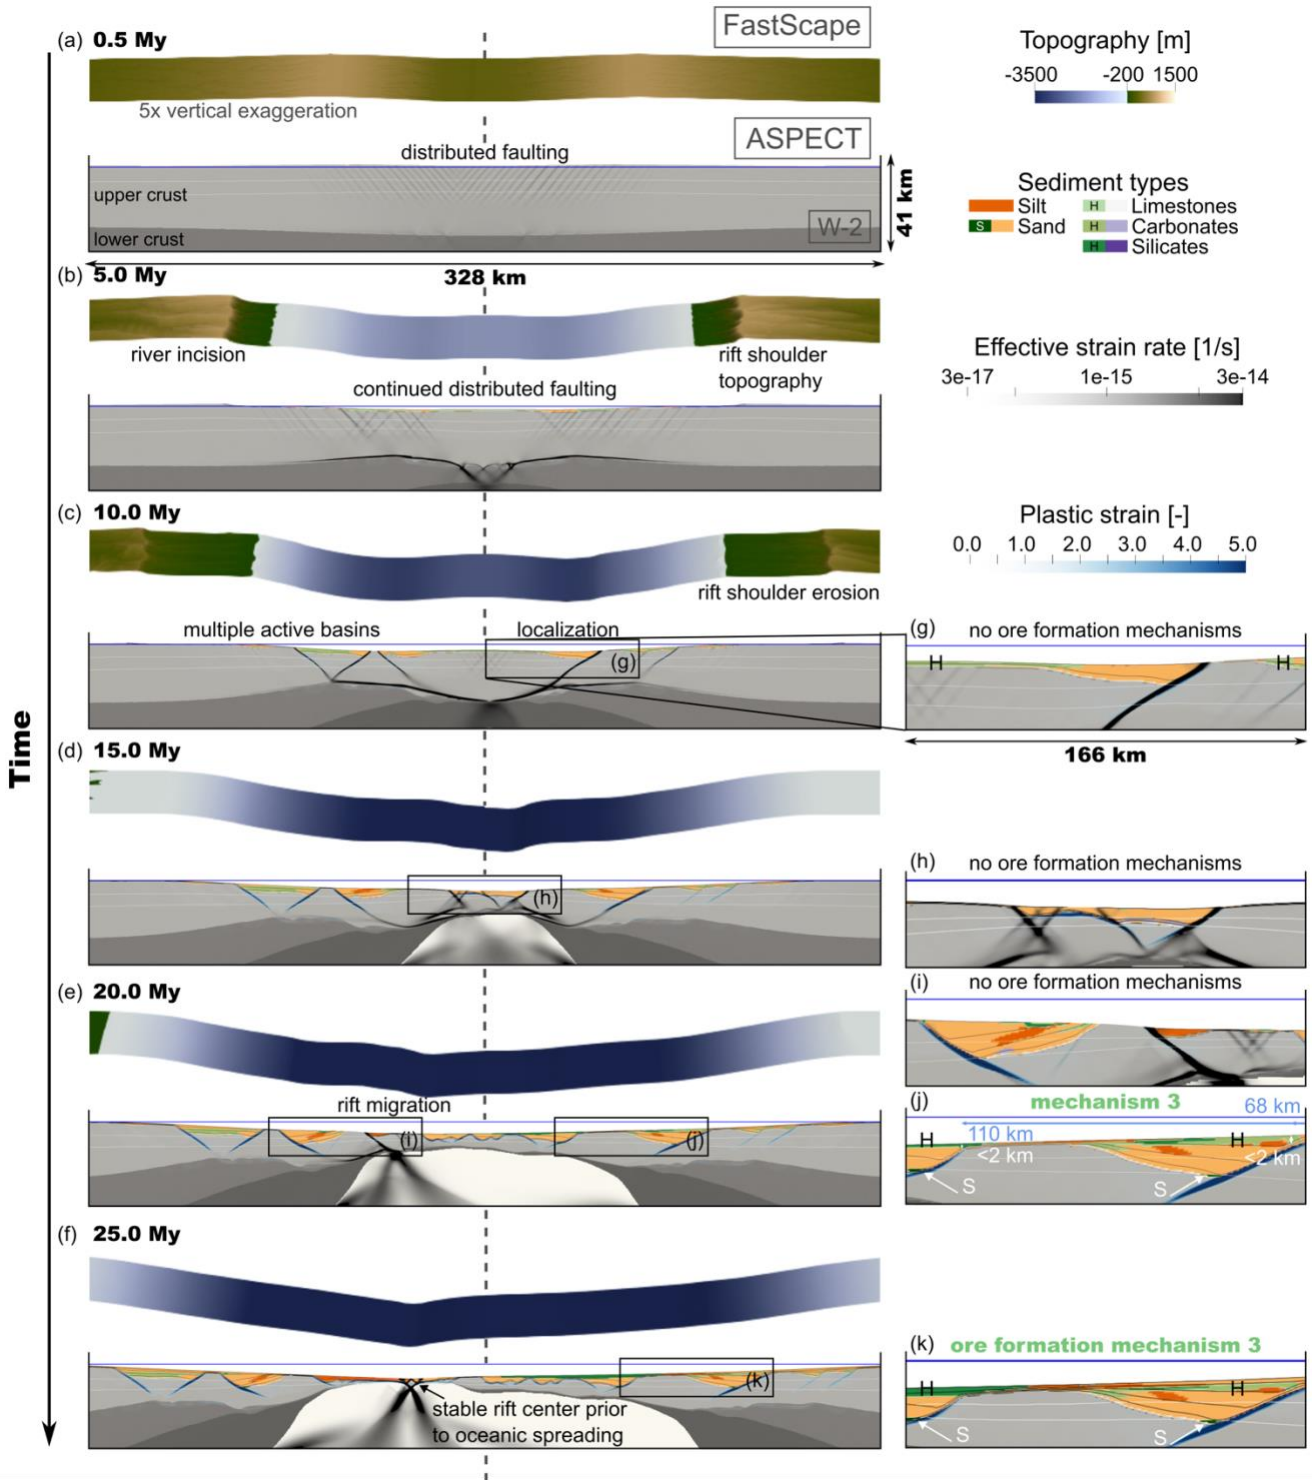 (a) 0.5 My
FastScape
5x vertical exaggeration
ASPECT
distributed faulting
upper crust
W-2
lower crust
41 km
328 km
Topography [m]
-3500 -200 1500
Sediment types
Silt
S Sand
H Limestones
H Carbonates
H Silicates
(b) 5.0 My
river incision
rift shoulder
topography
continued distributed faulting
Effective strain rate [1/s]
3e-17 1e-15 3e-14
(c) 10.0 My
rift shoulder erosion
multiple active basins
localization
(g)
Plastic strain [-]
0.0 1.0 2.0 3.0 4.0 5.0
(g) no ore formation mechanisms
H H
166 km
Time
(d) 15.0 My
(h)
(h) no ore formation mechanisms
(e) 20.0 My
rift migration
(i)
(j)
(i) no ore formation mechanisms
(j) mechanism 3
68 km
H 110 km H
<2 km <2 km
S S
(f) 25.0 My
(k)
stable rift center prior
to oceanic spreading
(k) ore formation mechanism 3
H H
S S